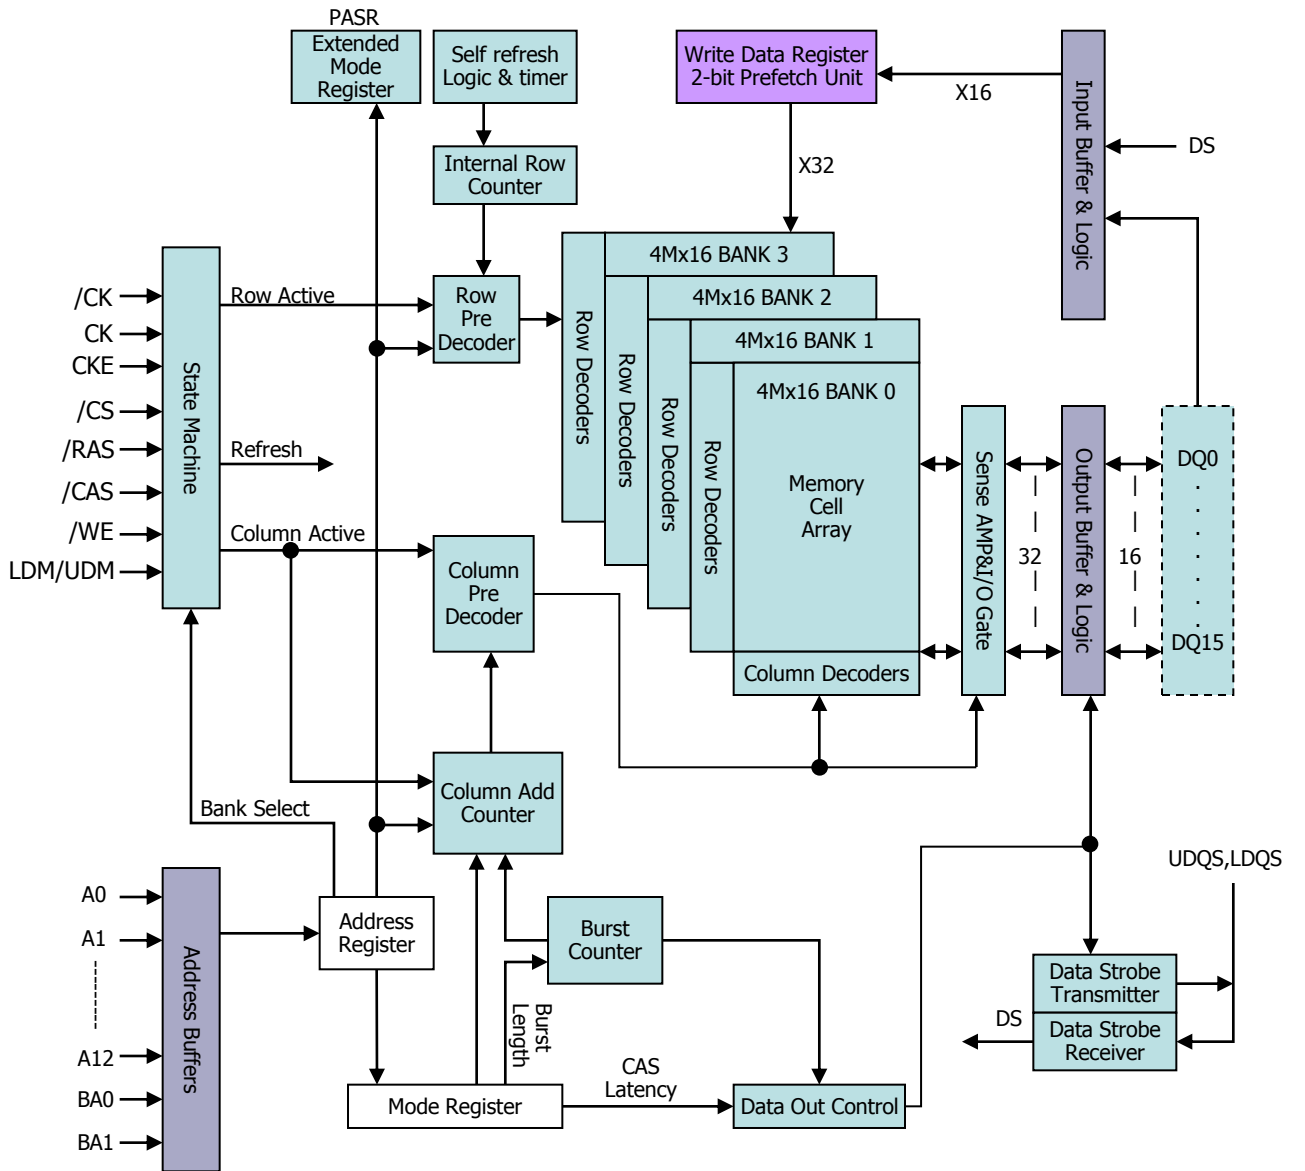 PASR
Extended
Mode
Register
Self refresh
Logic & timer
Write Data Register
2-bit Prefetch Unit
X16
Input Buffer & Logic
DS
Internal Row
Counter
X32
4Mx16 BANK 3
4Mx16 BANK 2
4Mx16 BANK 1
4Mx16 BANK 0
/CK
CK
CKE
/CS
/RAS
/CAS
/WE
LDM/UDM
State Machine
Row Active
Row
Pre
Decoder
Row Decoders
Row Decoders
Row Decoders
Row Decoders
Memory
Cell
Array
Refresh
Column Active
Column
Pre
Decoder
Sense AMP&I/O Gate
32
Output Buffer & Logic
16
DQ0
DQ15
Column Decoders
Column Add
Counter
Bank Select
UDQS,LDQS
A0
A1
A12
BA0
BA1
Address Buffers
Address
Register
Burst
Counter
Burst
Length
Data Strobe
Transmitter
DS
Data Strobe
Receiver
CAS
Latency
Mode Register
Data Out Control